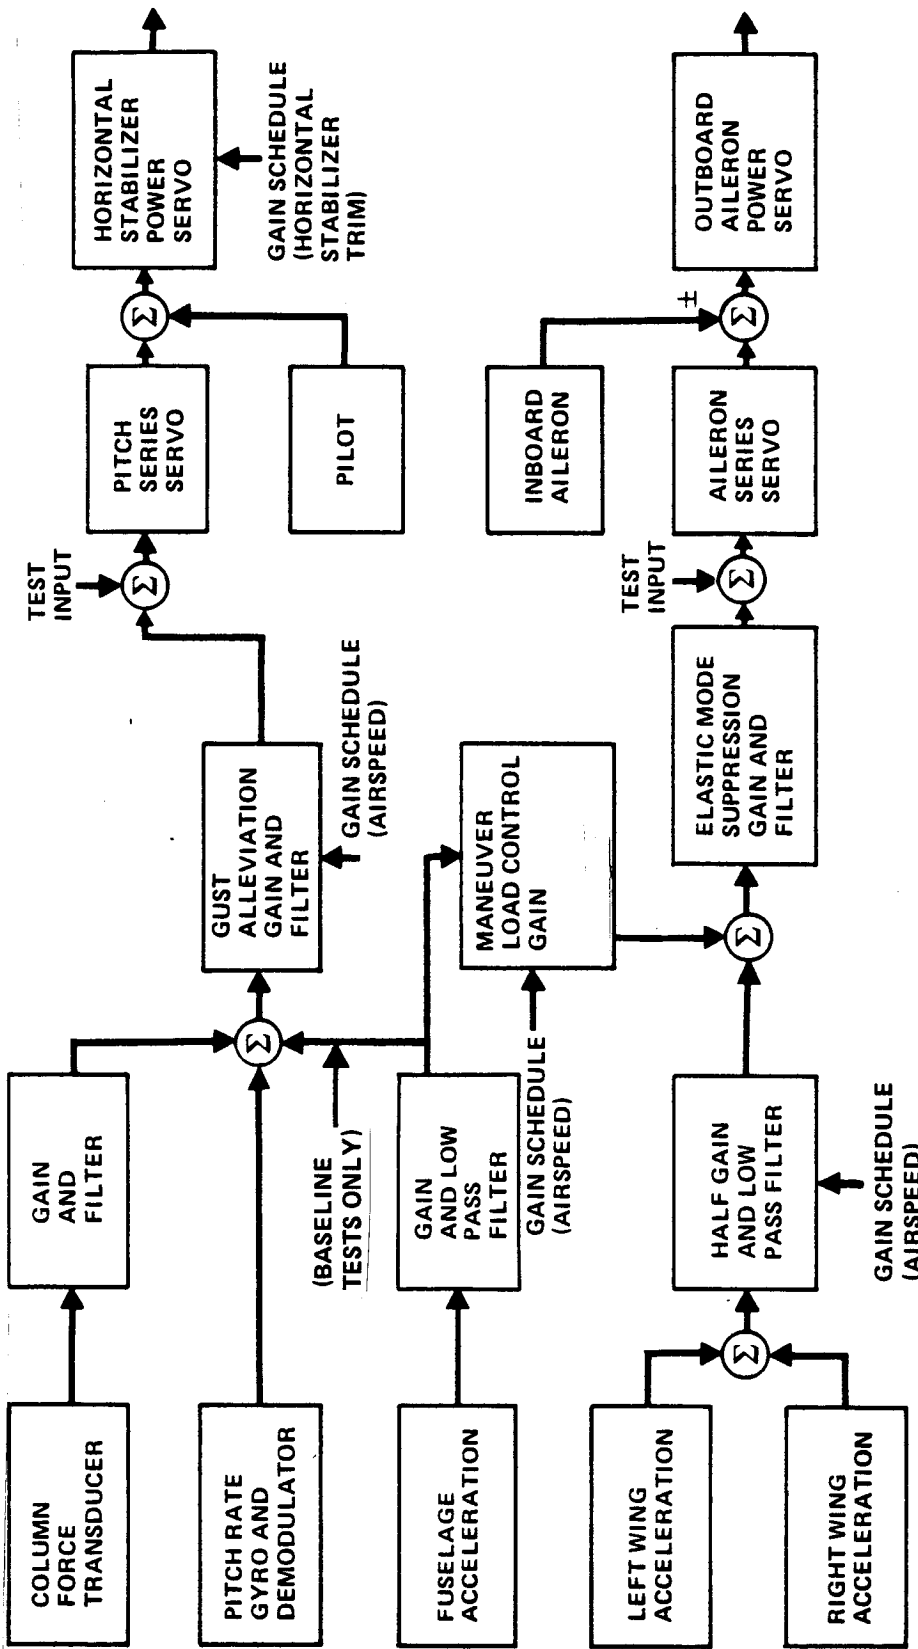 COLUMN
FORCE
TRANSDUCER
GAIN
AND
FILTER
PITCH RATE
GYRO AND
DEMODULATOR
Σ
(BASELINE
TESTS ONLY)
FUSELAGE
ACCELERATION
GAIN
AND LOW
PASS
FILTER
GUST
ALLEVIATION
GAIN AND
FILTER
GAIN SCHEDULE
(AIRSPEED)
TEST
INPUT
Σ
PITCH
SERIES
SERVO
PILOT
Σ
HORIZONTAL
STABILIZER
POWER
SERVO
GAIN SCHEDULE
(HORIZONTAL
STABILIZER
TRIM)
MANEUVER
LOAD CONTROL
GAIN
GAIN SCHEDULE
(AIRSPEED)
LEFT WING
ACCELERATION
RIGHT WING
ACCELERATION
Σ
HALF GAIN
AND LOW
PASS FILTER
GAIN SCHEDULE
(AIRSPEED)
Σ
ELASTIC MODE
SUPPRESSION
GAIN AND
FILTER
TEST
INPUT
Σ
INBOARD
AILERON
AILERON
SERIES
SERVO
±
Σ
OUTBOARD
AILERON
POWER
SERVO